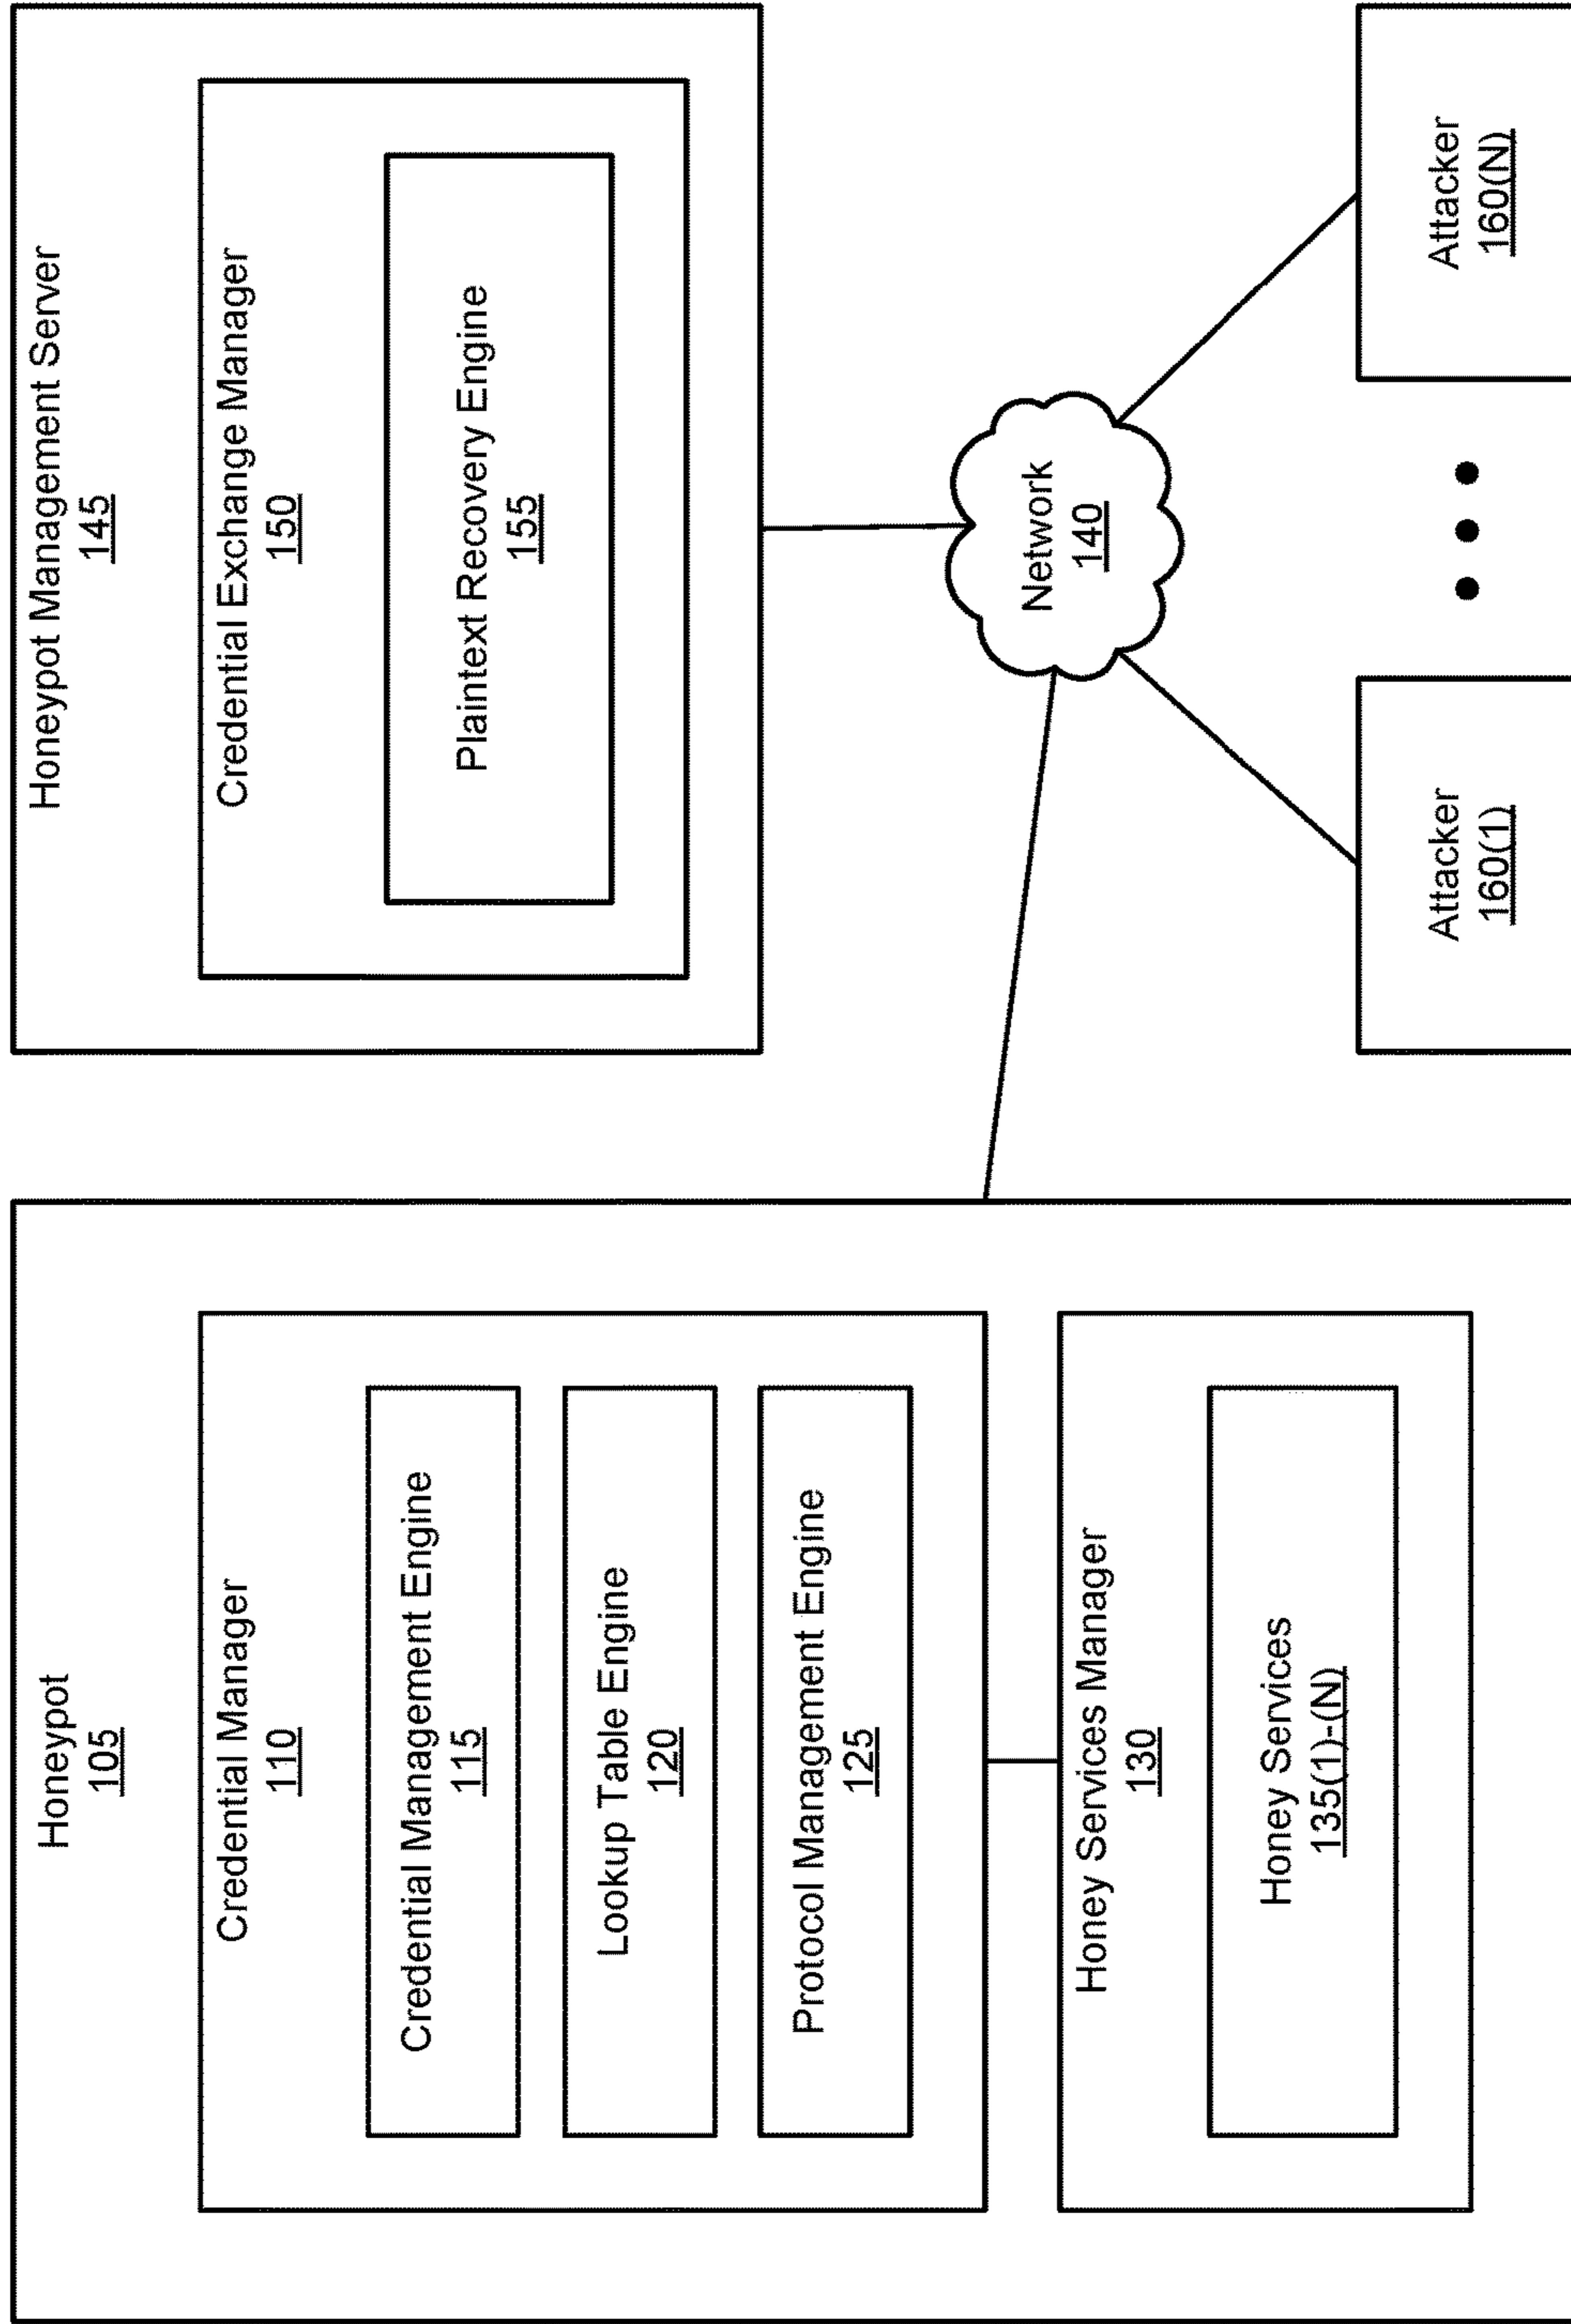 Honeypot
105
Credential Manager
110
Credential Management Engine
115
Lookup Table Engine
120
Protocol Management Engine
125
Honey Services Manager
130
Honey Services
135(1)-(N)
Honeypot Management Server
145
Credential Exchange Manager
150
Plaintext Recovery Engine
155
Network
140
Attacker
160(1)
Attacker
160(N)